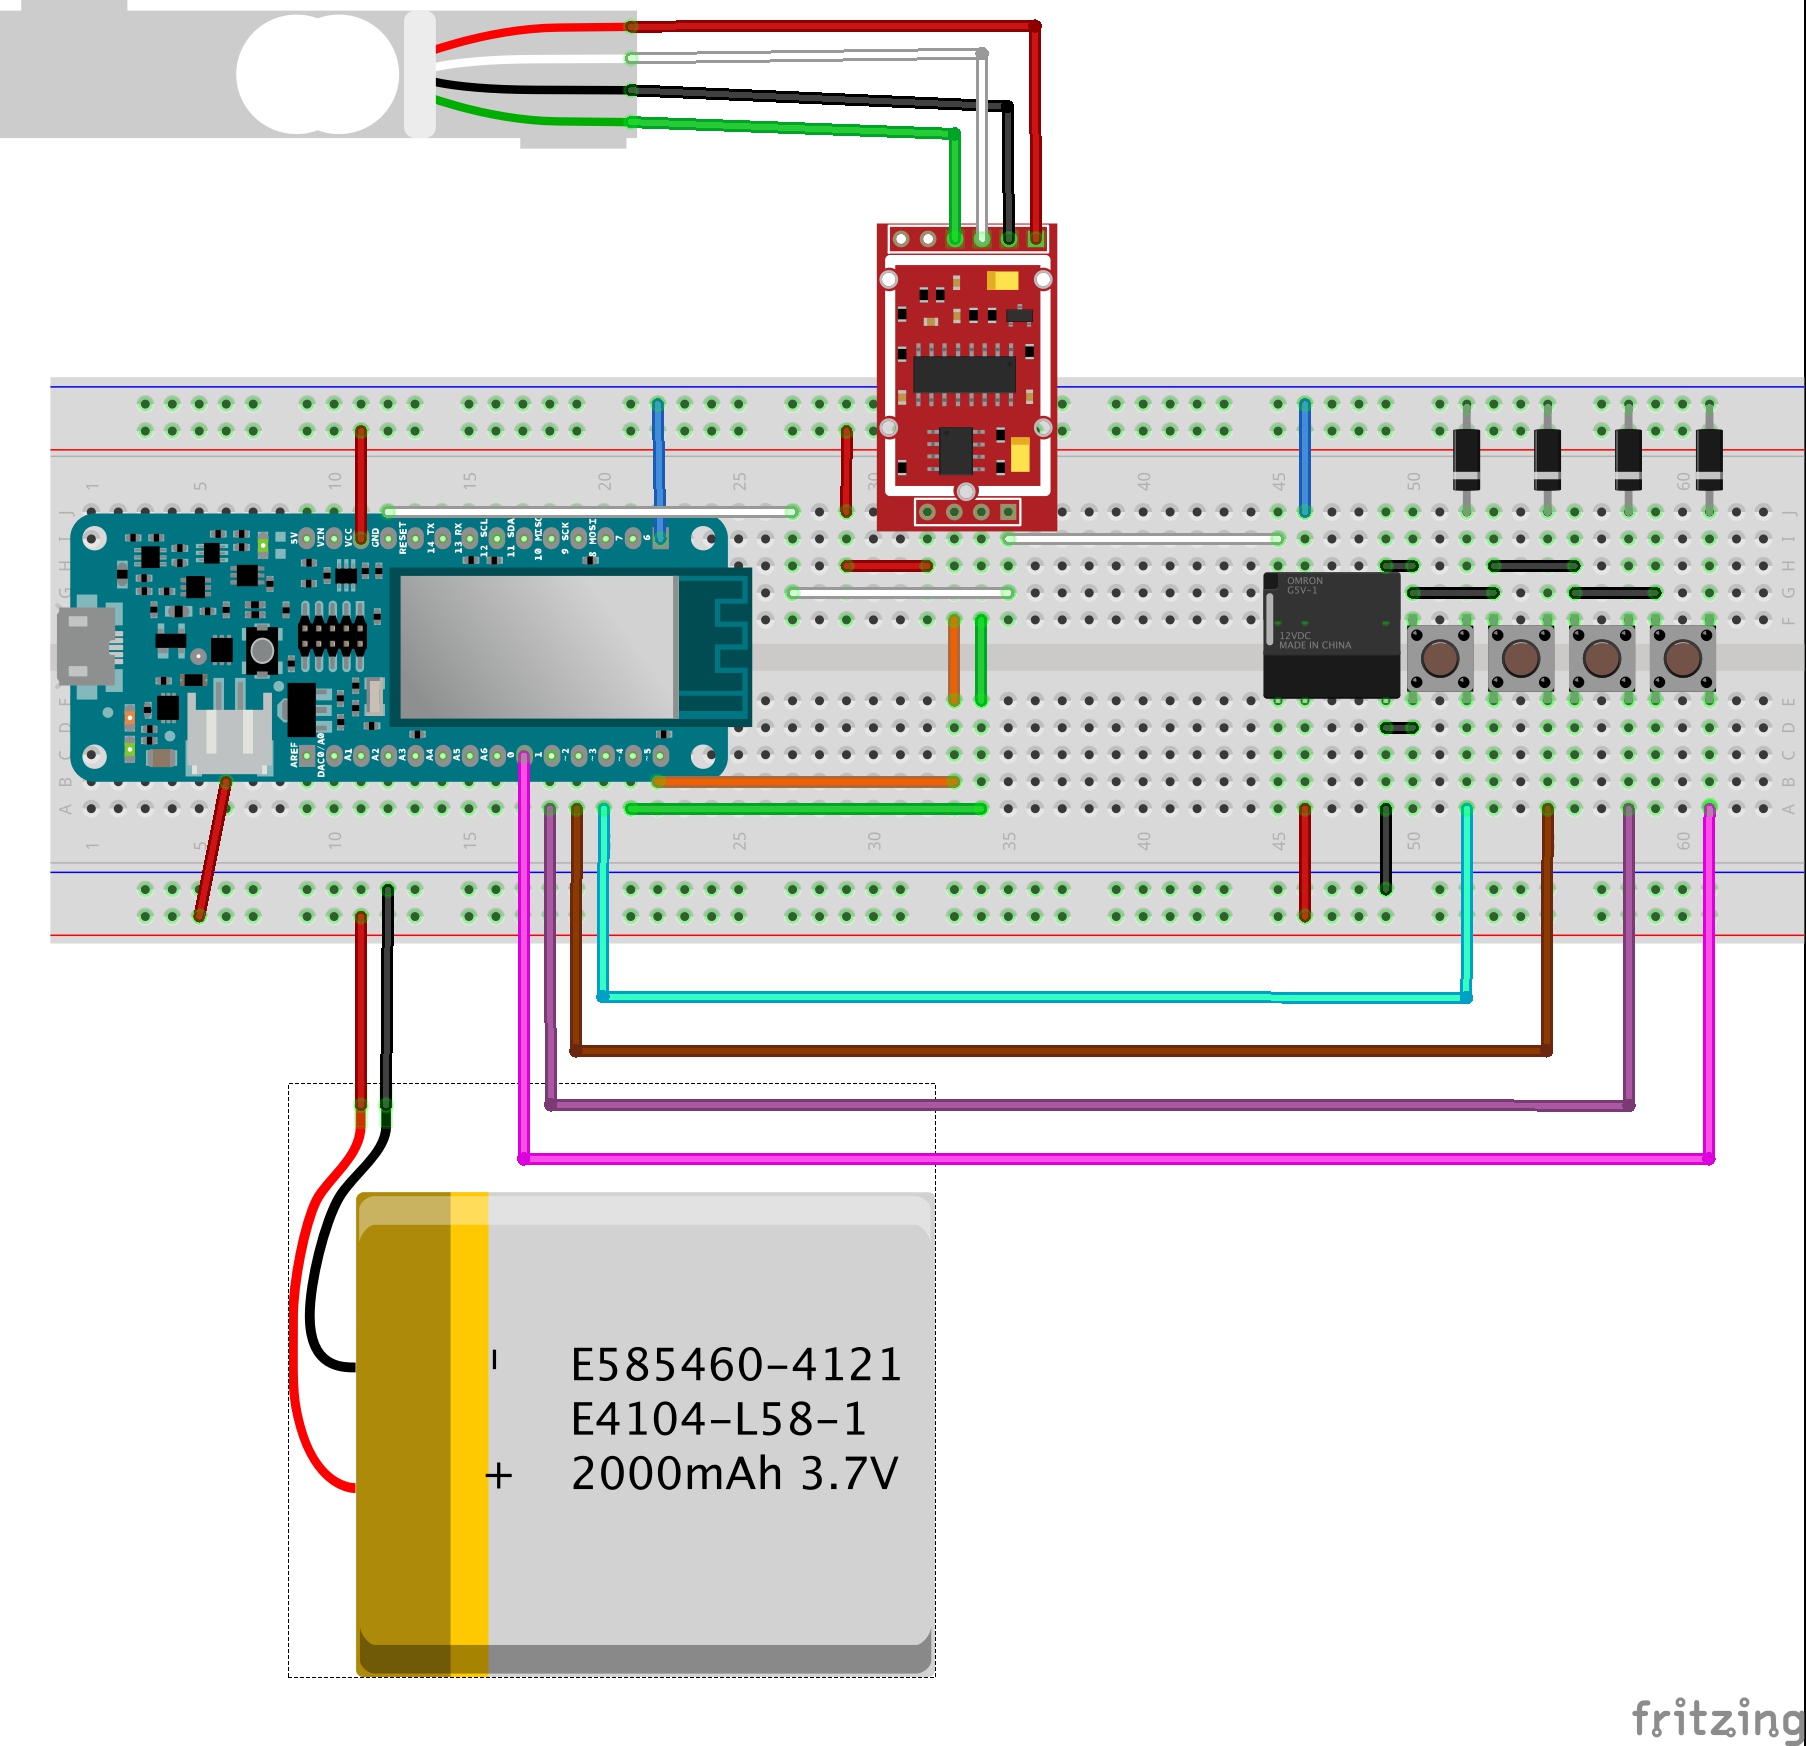 1 5 10 15 20 25 30 35 40 45 50 55 60
J J
I I
H H
G G
F F
5V VIN VCC GND RESET 14 TX 13 RX 12 SCL 11 SDA 10 MISO 9 SCK 8 MOSI 7 6
OMRON
G5V-1
12VDC
MADE IN CHINA
E E
D D
C C
B B
A A
AREF DAC0/A0 A1 A2 A3 A4 A5 A6 0 1 ~2 ~3 ~4 ~5
1 5 10 15 20 25 30 35 40 45 50 55 60
- E585460-4121
E4104-L58-1
+ 2000mAh 3.7V
fritzing